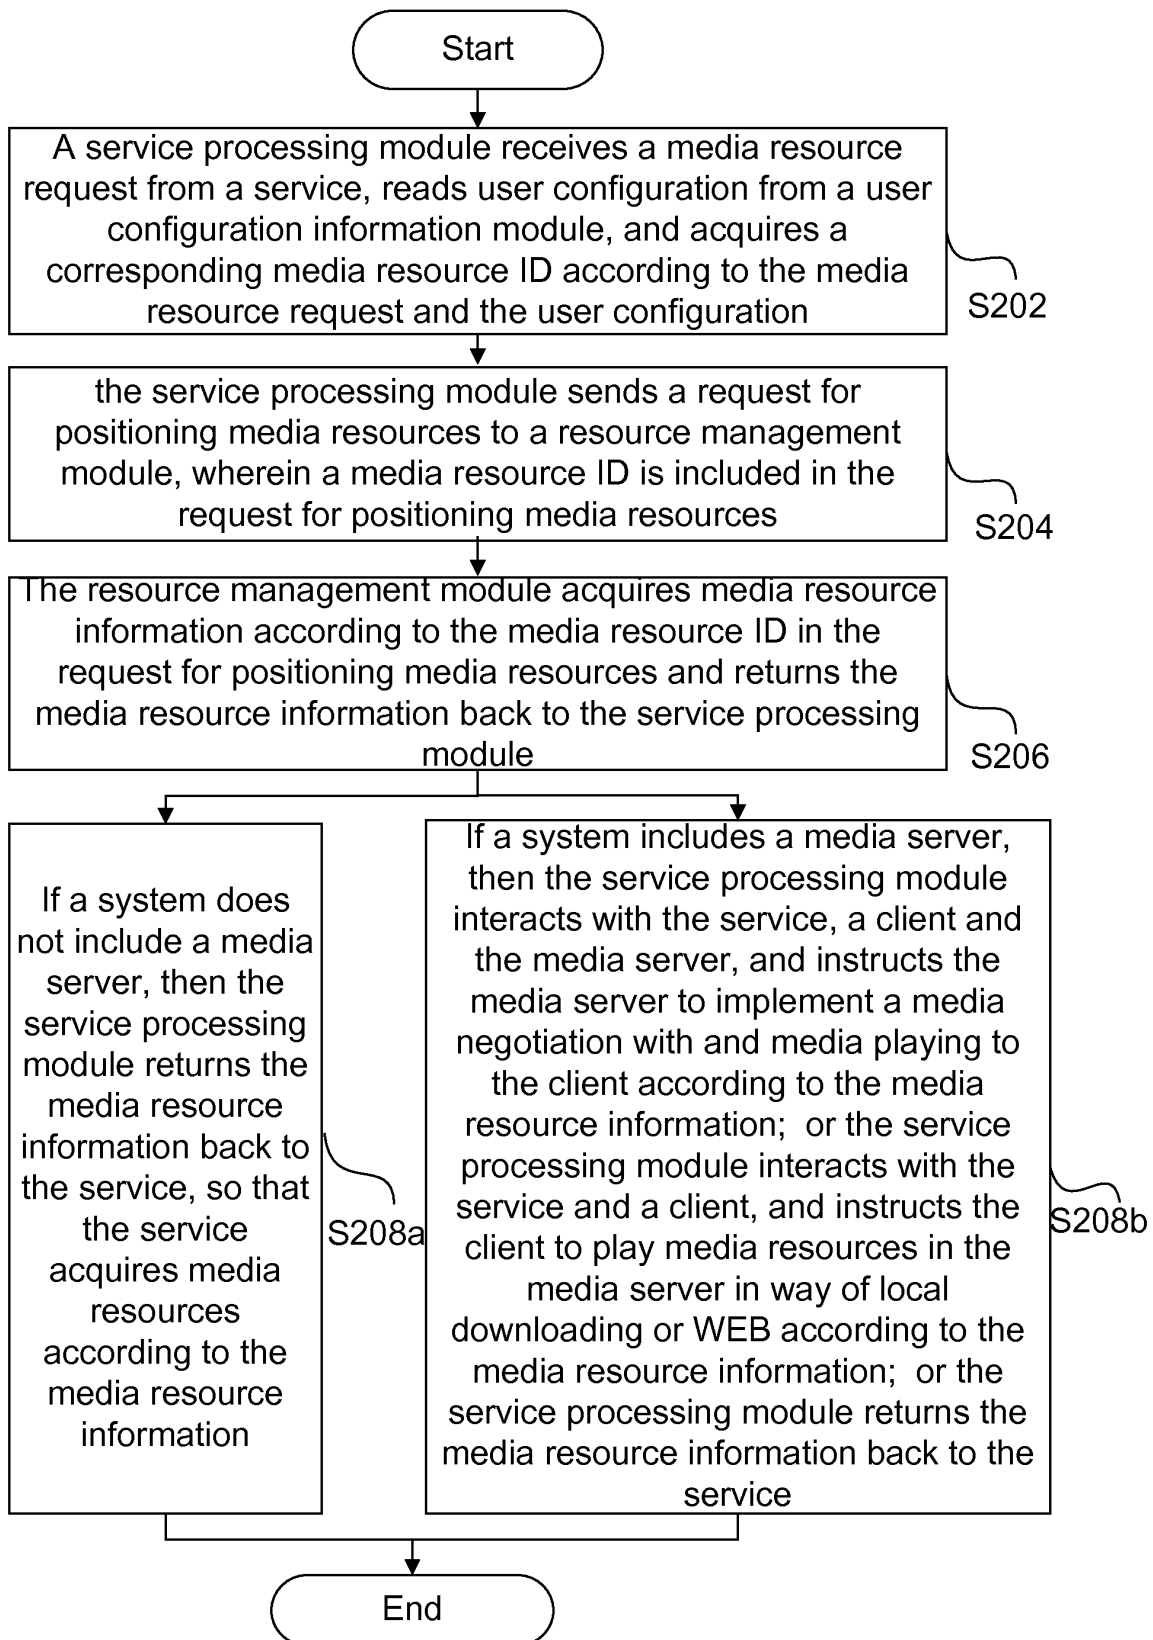 Start
A service processing module receives a media resource
request from a service, reads user configuration from a user
configuration information module, and acquires a
corresponding media resource ID according to the media
resource request and the user configuration
S202
the service processing module sends a request for
positioning media resources to a resource management
module, wherein a media resource ID is included in the
request for positioning media resources
S204
The resource management module acquires media resource
information according to the media resource ID in the
request for positioning media resources and returns the
media resource information back to the service processing
module
S206
If a system does
not include a media
server, then the
service processing
module returns the
media resource
information back to
the service, so that
the service
acquires media
resources
according to the
media resource
information
S208a
If a system includes a media server,
then the service processing module
interacts with the service, a client and
the media server, and instructs the
media server to implement a media
negotiation with and media playing to
the client according to the media
resource information;  or the service
processing module interacts with the
service and a client, and instructs the
client to play media resources in the
media server in way of local
downloading or WEB according to the
media resource information;  or the
service processing module returns the
media resource information back to the
service
S208b
End